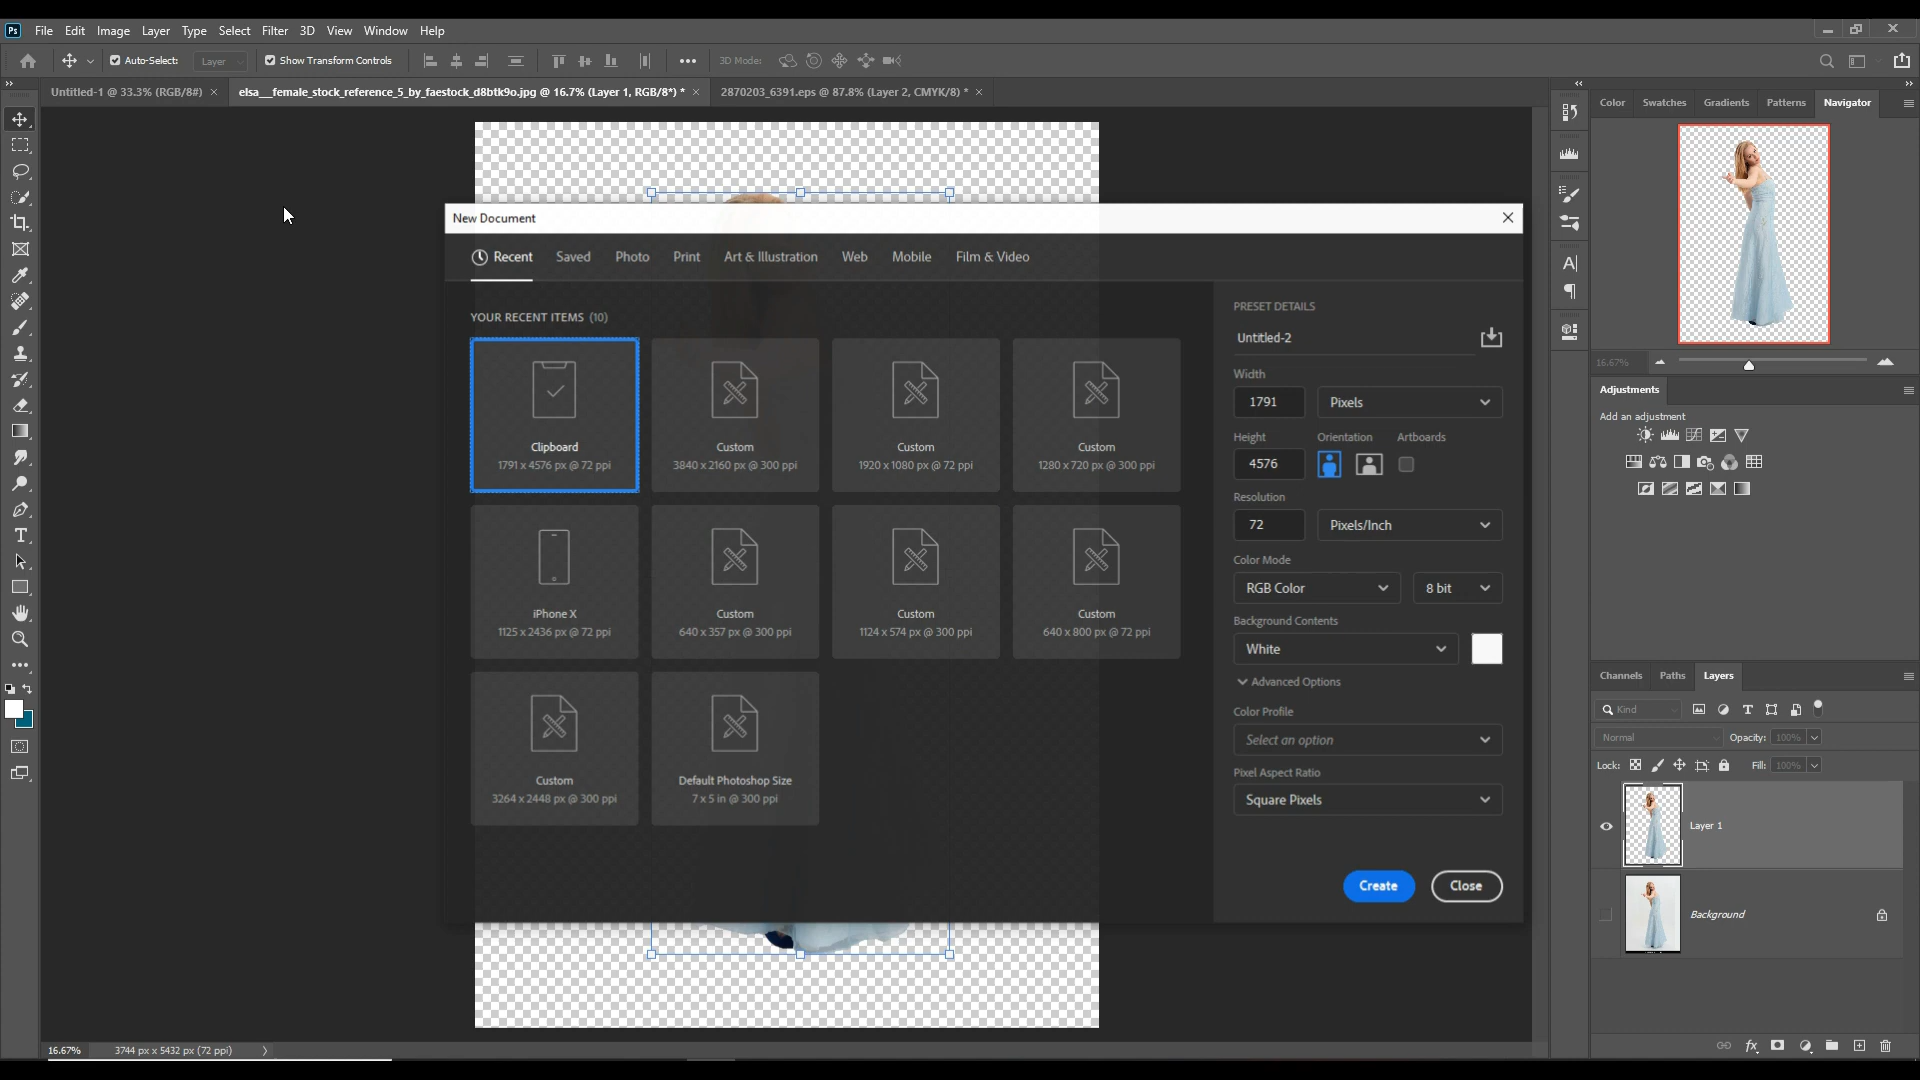 Ps File Edit Image Layer Type Select Filter 3D View Window Help
Auto-Select: Layer Show Transform Controls 3D Mode:
Untitled-1 @ 33.3% (RGB/8#) × elsa__female_stock_reference_5_by_faestock_d8btk9o.jpg @ 16.7% (Layer 1, RGB/8*) * × 2870203_6391.eps @ 87.8% (Layer 2, CMYK/8) * ×
Color Swatches Gradients Patterns Navigator
New Document
Recent Saved Photo Print Art & Illustration Web Mobile Film & Video
YOUR RECENT ITEMS (10)
Clipboard
1791 x 4576 px @ 72 ppi
Custom
3840 x 2160 px @ 300 ppi
Custom
1920 x 1080 px @ 72 ppi
Custom
1280 x 720 px @ 300 ppi
iPhone X
1125 x 2436 px @ 72 ppi
Custom
640 x 357 px @ 300 ppi
Custom
1124 x 574 px @ 300 ppi
Custom
640 x 800 px @ 72 ppi
Custom
3264 x 2448 px @ 300 ppi
Default Photoshop Size
7 x 5 in @ 300 ppi
PRESET DETAILS
Untitled-2
Width
1791 Pixels
Height Orientation Artboards
4576
Resolution
72 Pixels/Inch
Color Mode
RGB Color 8 bit
Background Contents
White
Advanced Options
Color Profile
Select an option
Pixel Aspect Ratio
Square Pixels
Create Close
16.67%
Adjustments
Add an adjustment
Channels Paths Layers
Kind
Normal Opacity: 100%
Lock: Fill: 100%
Layer 1
Background
fx
16.67% 3744 px x 5432 px (72 ppi)